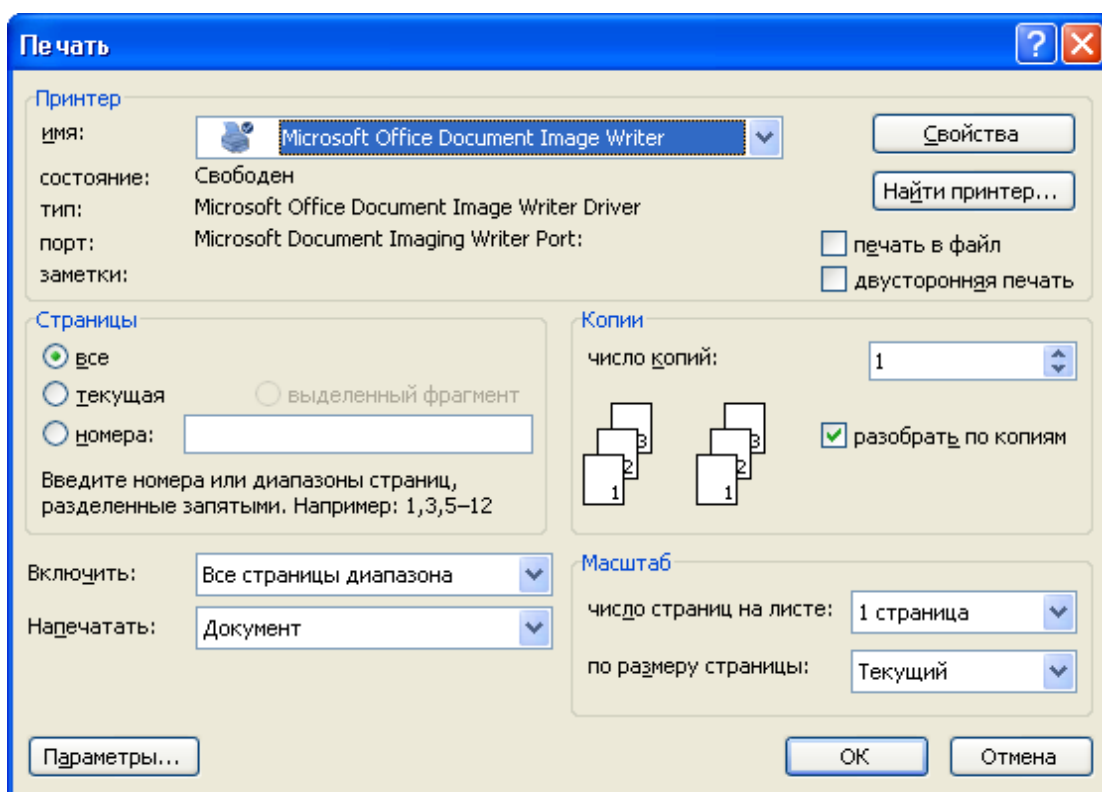 Печать
Принтер
имя: Microsoft Office Document Image Writer Свойства
состояние: Свободен
Найти принтер...
тип: Microsoft Office Document Image Writer Driver
порт: Microsoft Document Imaging Writer Port: печать в файл
заметки: двусторонняя печать
Страницы
все
текущая выделенный фрагмент
номера:
Введите номера или диапазоны страниц,
разделенные запятыми. Например: 1,3,5–12
Копии
число копий: 1
3 2 1 3 2 1
разобрать по копиям
Включить: Все страницы диапазона
Напечатать: Документ
Масштаб
число страниц на листе: 1 страница
по размеру страницы: Текущий
Параметры... ОК Отмена